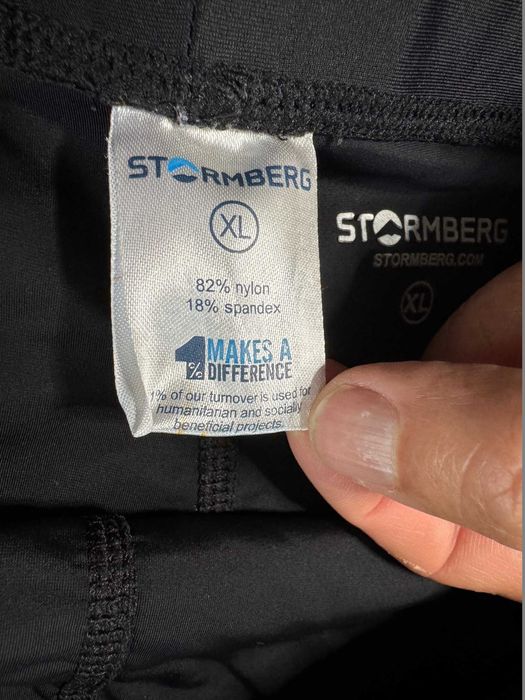 STORMBERG
XL
82% nylon
18% spandex
1% MAKES A
DIFFERENCE
1% of our turnover is used for
humanitarian and socially
beneficial projects.
STORMBERG
STORMBERG.COM
XL